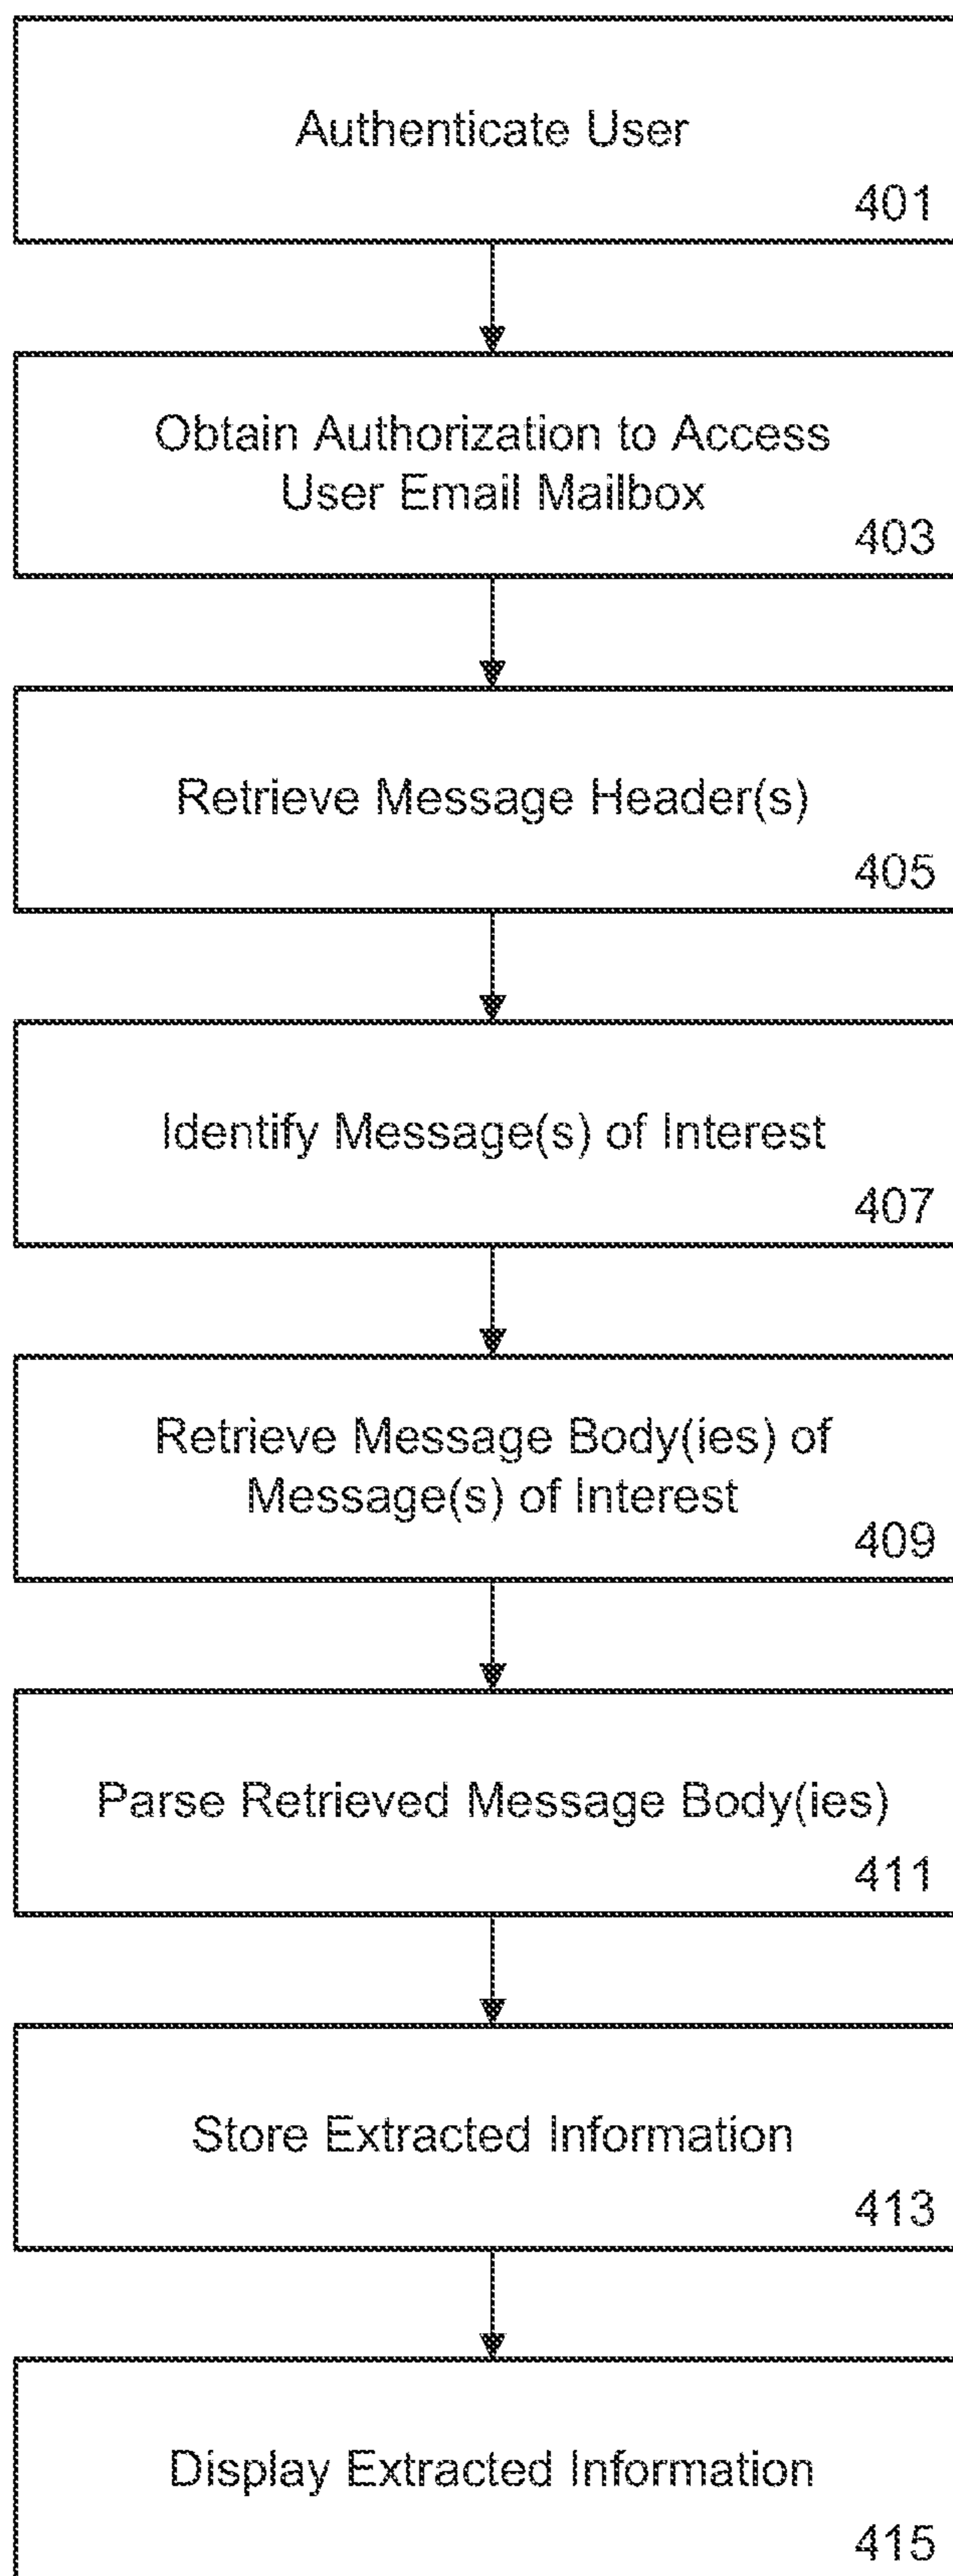 Authenticate User
401
Obtain Authorization to Access
User Email Mailbox
403
Retrieve Message Header(s)
405
Identify Message(s) of Interest
407
Retrieve Message Body(ies) of
Message(s) of Interest
409
Parse Retrieved Message Body(ies)
411
Store Extracted Information
413
Display Extracted Information
415